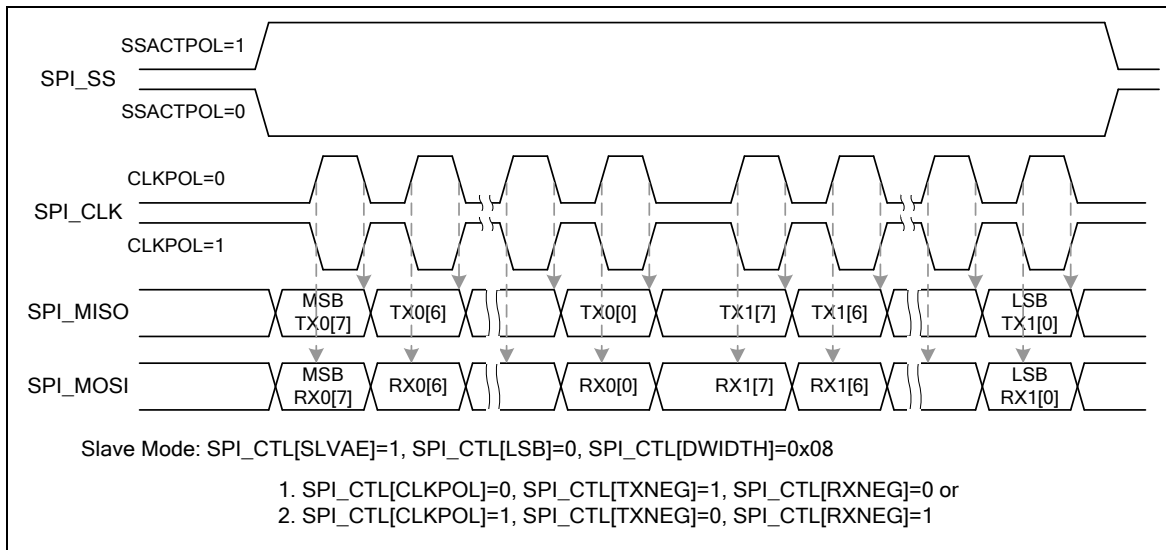 SSACTPOL=1
SPI_SS
SSACTPOL=0
CLKPOL=0
SPI_CLK
CLKPOL=1
SPI_MISO MSB TX0[7] TX0[6] TX0[0] TX1[7] TX1[6] LSB TX1[0]
SPI_MOSI MSB RX0[7] RX0[6] RX0[0] RX1[7] RX1[6] LSB RX1[0]
Slave Mode: SPI_CTL[SLVAE]=1, SPI_CTL[LSB]=0, SPI_CTL[DWIDTH]=0x08
1. SPI_CTL[CLKPOL]=0, SPI_CTL[TXNEG]=1, SPI_CTL[RXNEG]=0 or
2. SPI_CTL[CLKPOL]=1, SPI_CTL[TXNEG]=0, SPI_CTL[RXNEG]=1